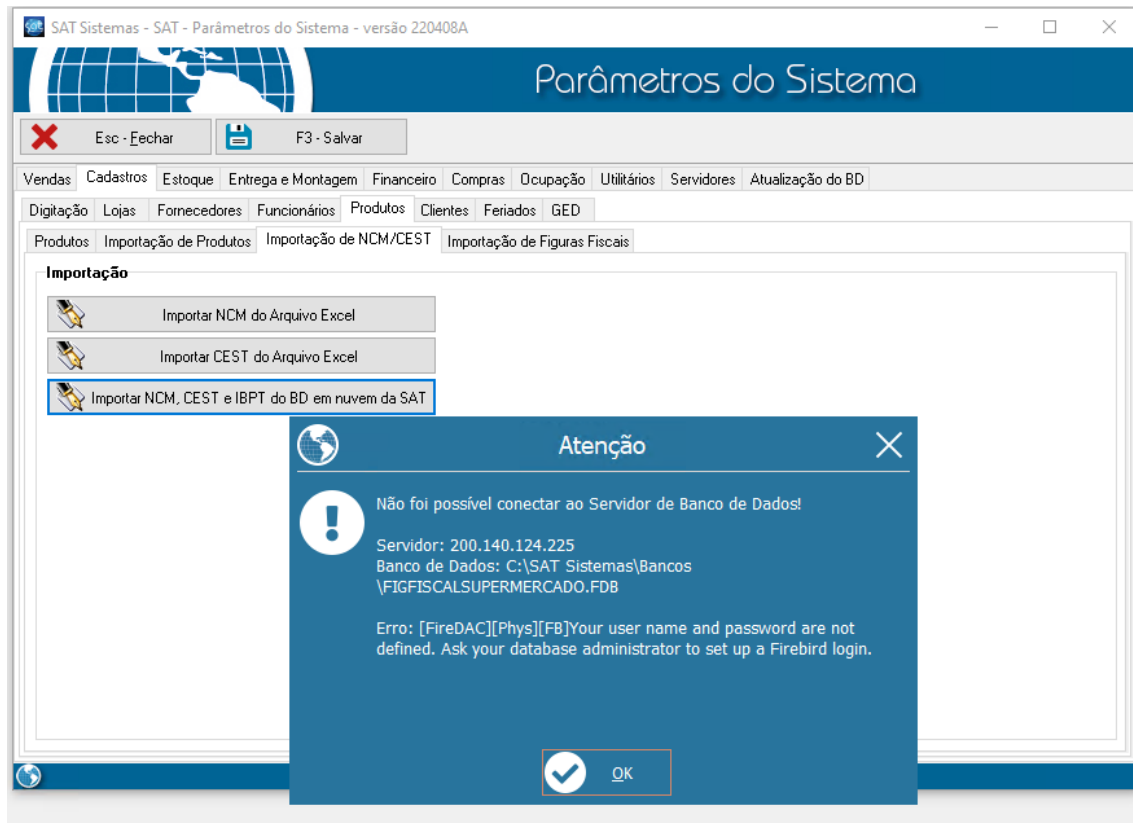 SAT Sistemas - SAT - Parâmetros do Sistema - versão 220408A
Parâmetros do Sistema
Esc - Fechar
F3 - Salvar
Vendas Cadastros Estoque Entrega e Montagem Financeiro Compras Ocupação Utilitários Servidores Atualização do BD
Digitação Lojas Fornecedores Funcionários Produtos Clientes Feriados GED
Produtos Importação de Produtos Importação de NCM/CEST Importação de Figuras Fiscais
Importação
Importar NCM do Arquivo Excel
Importar CEST do Arquivo Excel
Importar NCM, CEST e IBPT do BD em nuvem da SAT
Atenção
Não foi possível conectar ao Servidor de Banco de Dados!
Servidor: 200.140.124.225
Banco de Dados: C:\SAT Sistemas\Bancos
\FIGFISCALSUPERMERCADO.FDB
Erro: [FireDAC][Phys][FB]Your user name and password are not
defined. Ask your database administrator to set up a Firebird login.
OK